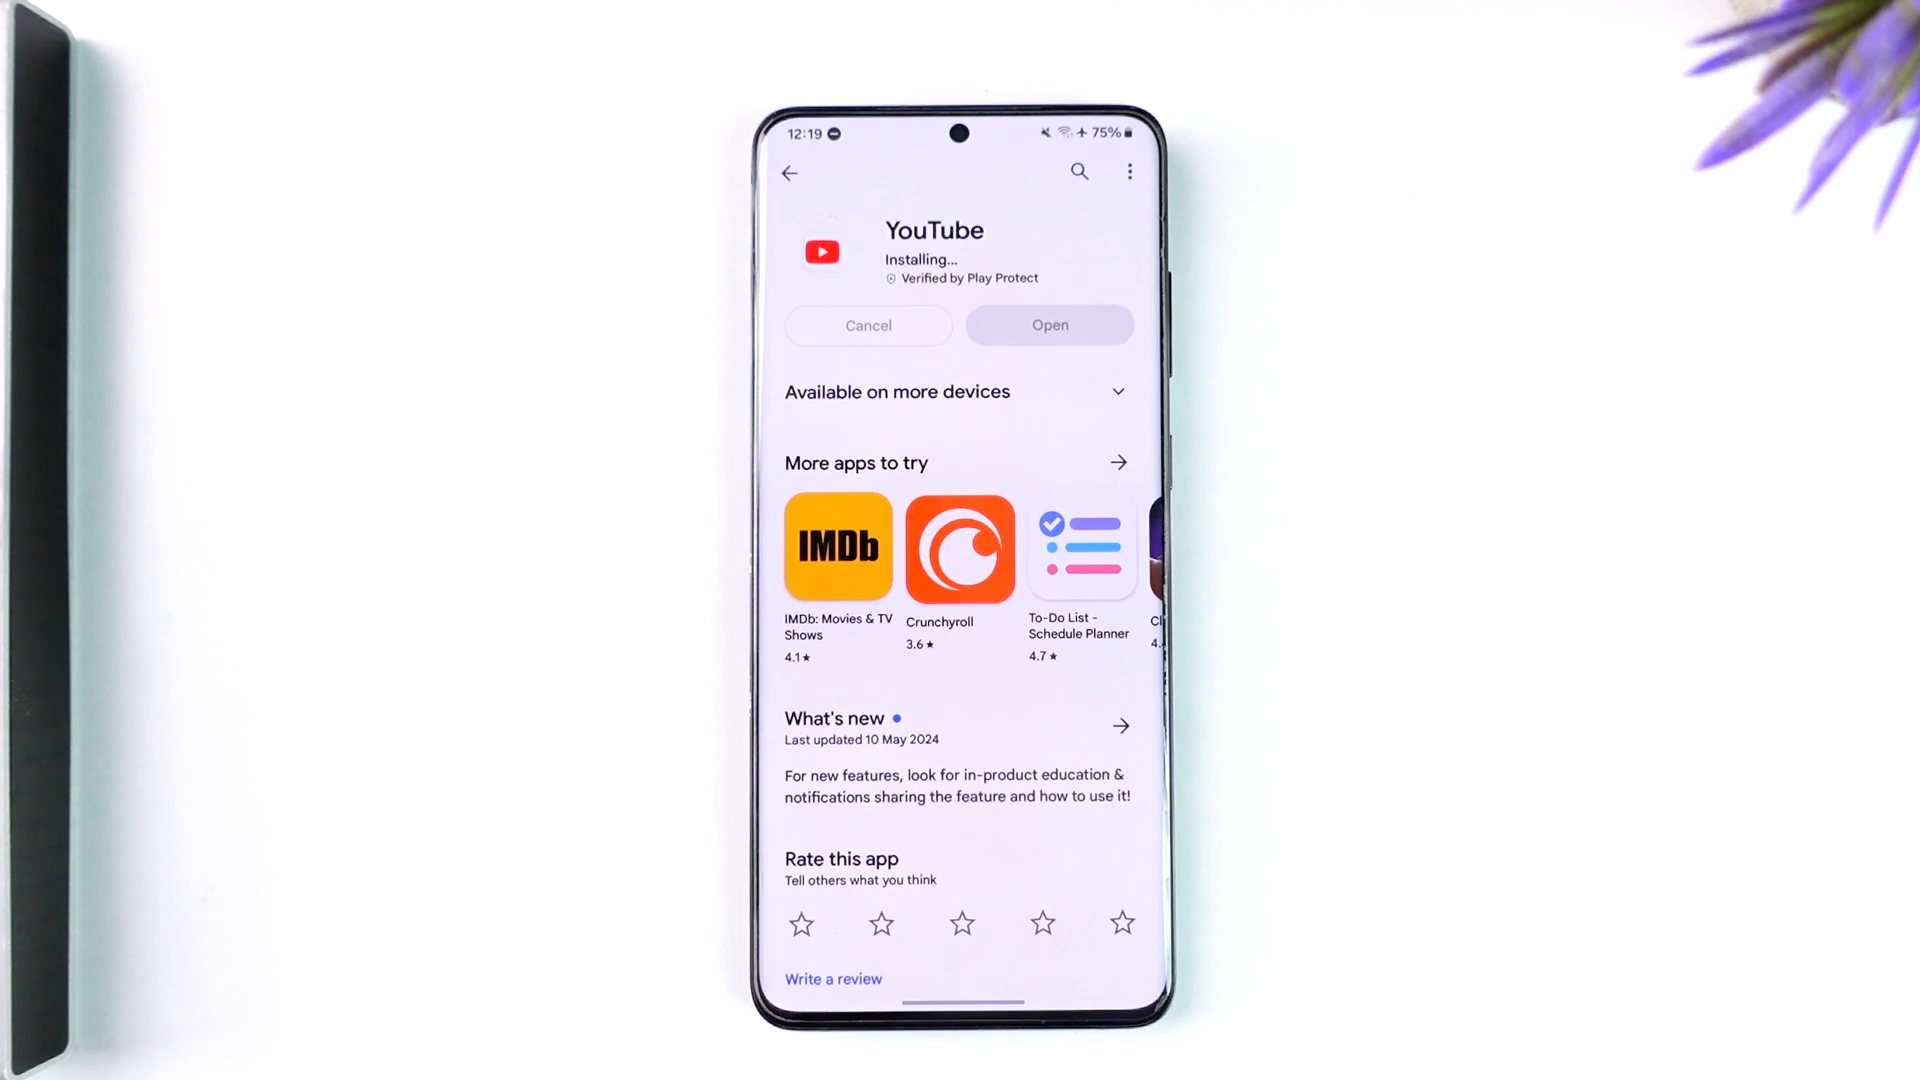 12:19
75%
YouTube
Installing...
Verified by Play Protect
Cancel
Open
Available on more devices
More apps to try
IMDb
IMDb: Movies & TV
Shows
4.1★
Crunchyroll
3.6★
To-Do List -
Schedule Planner
4.7★
Cl
4.
What's new
Last updated 10 May 2024
For new features, look for in-product education &
notifications sharing the feature and how to use it!
Rate this app
Tell others what you think
Write a review